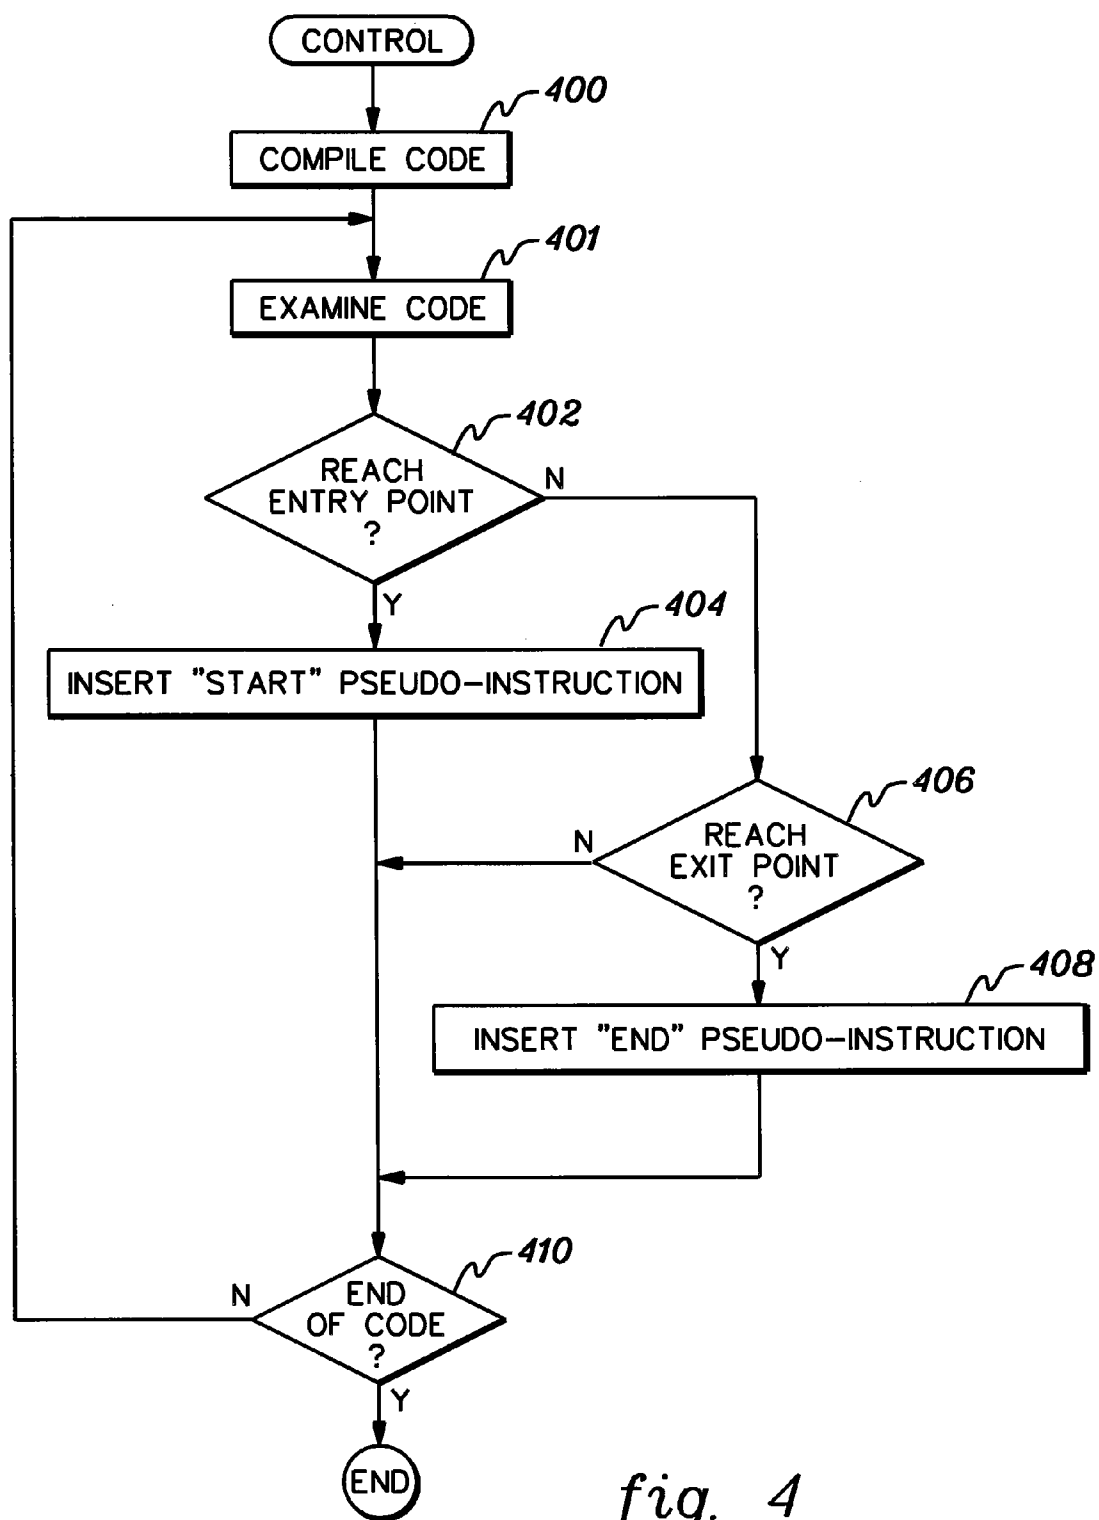 CONTROL
400
COMPILE CODE
401
EXAMINE CODE
402
REACH
ENTRY POINT
?
N
Y
404
INSERT "START" PSEUDO-INSTRUCTION
406
REACH
EXIT POINT
?
N
Y
408
INSERT "END" PSEUDO-INSTRUCTION
410
END
OF CODE
?
N
Y
END
fig. 4